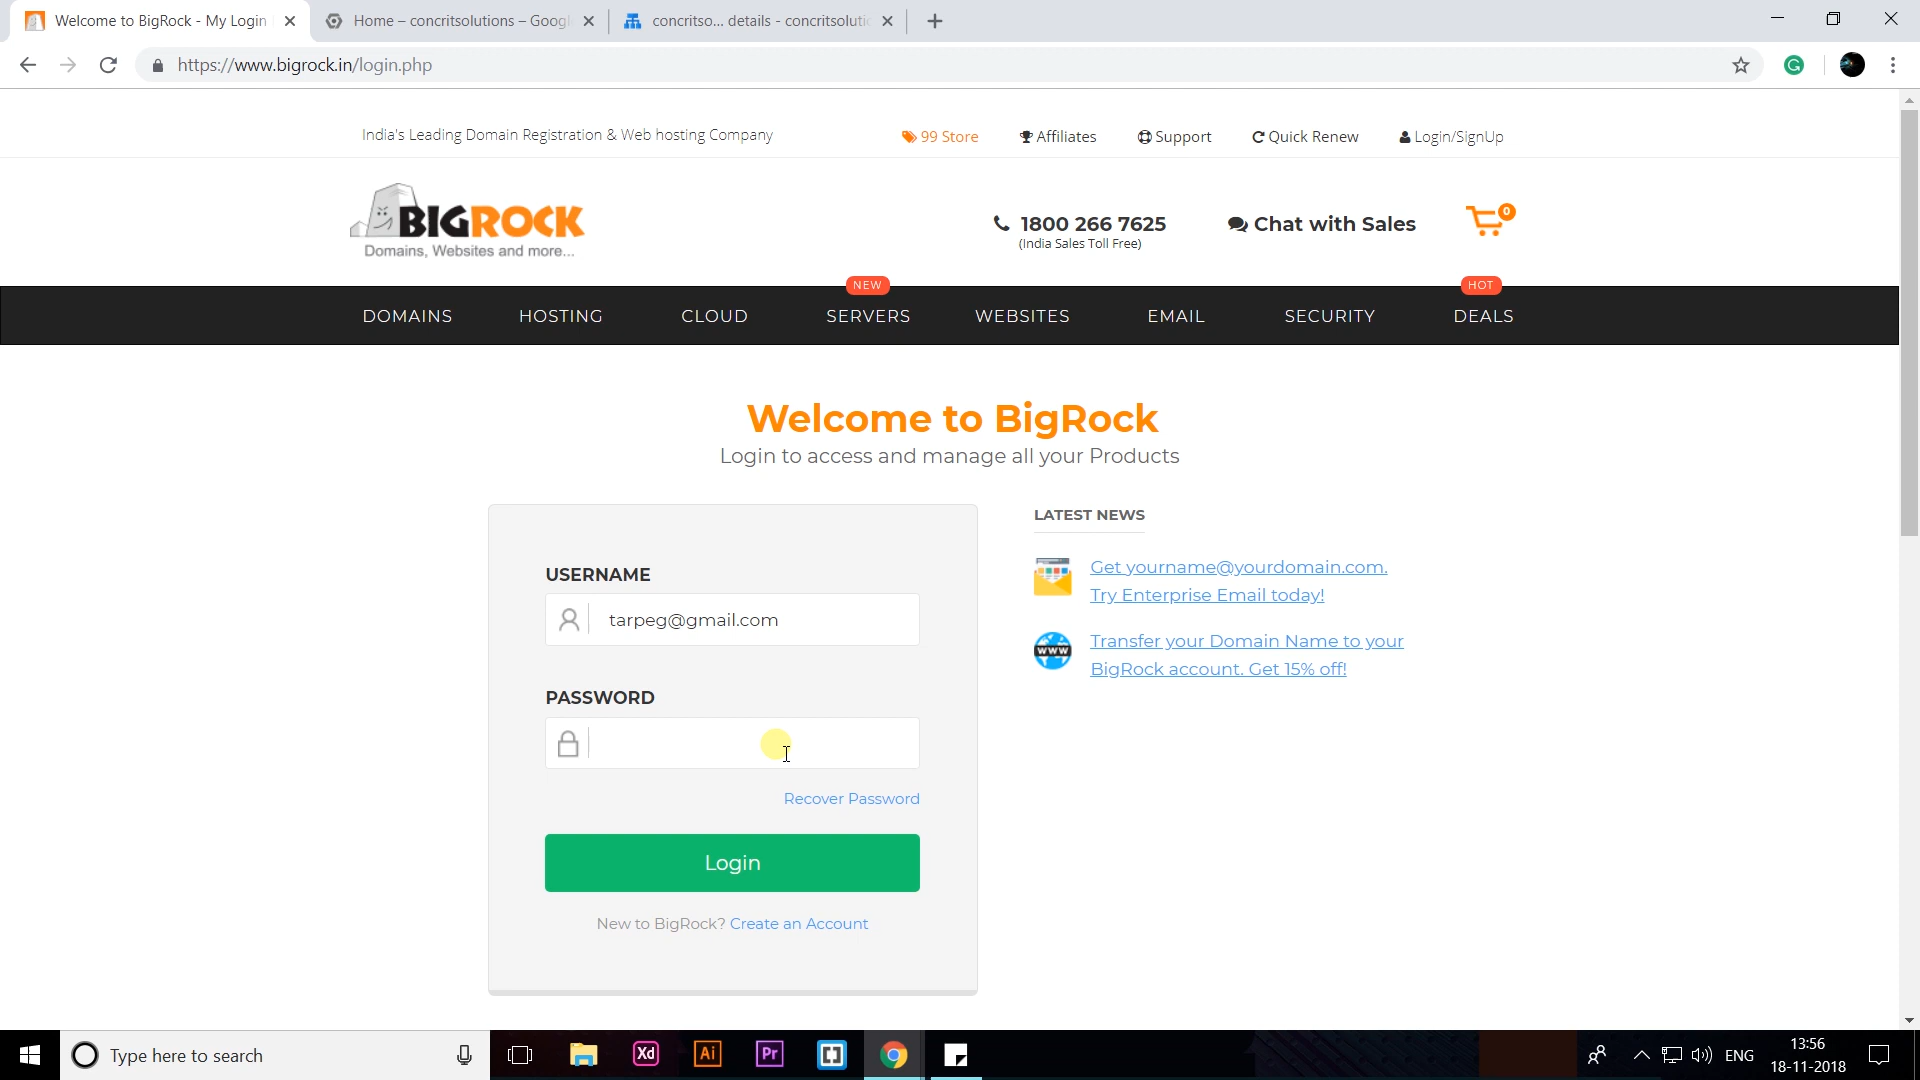 Welcome to BigRock - My Login
Home – concritsolutions – Googl
concritso... details - concritsolutio
https://www.bigrock.in/login.php
India's Leading Domain Registration & Web hosting Company
99 Store
Affiliates
Support
Quick Renew
Login/SignUp
BIGROCK
Domains, Websites and more...
1800 266 7625
(India Sales Toll Free)
Chat with Sales
0
NEW
HOT
DOMAINS
HOSTING
CLOUD
SERVERS
WEBSITES
EMAIL
SECURITY
DEALS
Welcome to BigRock
Login to access and manage all your Products
USERNAME
tarpeg@gmail.com
PASSWORD
Recover Password
Login
New to BigRock? Create an Account
LATEST NEWS
Get yourname@yourdomain.com.
Try Enterprise Email today!
WWW
Transfer your Domain Name to your
BigRock account. Get 15% off!
Type here to search
Xd
Ai
Pr
ENG
13:56
18-11-2018